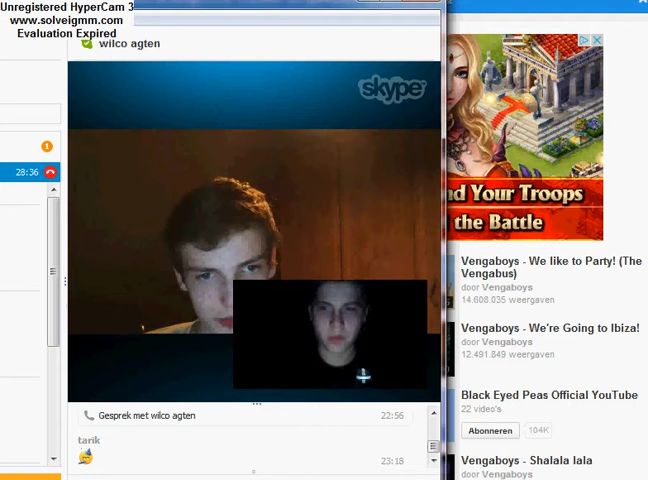 Unregistered HyperCam 3
www.solveigmm.com
Evaluation Expired
wilco agten
skype
1
28:36
Gesprek met wilco agten
22:56
tarik
23:18
nd Your Troops
the Battle
Vengaboys - We like to Party! (The
Vengabus)
door Vengaboys
14.608.035 weergaven
Vengaboys - We're Going to Ibiza!
door Vengaboys
12.491.849 weergaven
Black Eyed Peas Official YouTube
22 video's
Abonneren
104K
Vengaboys - Shalala lala
door Vengaboys